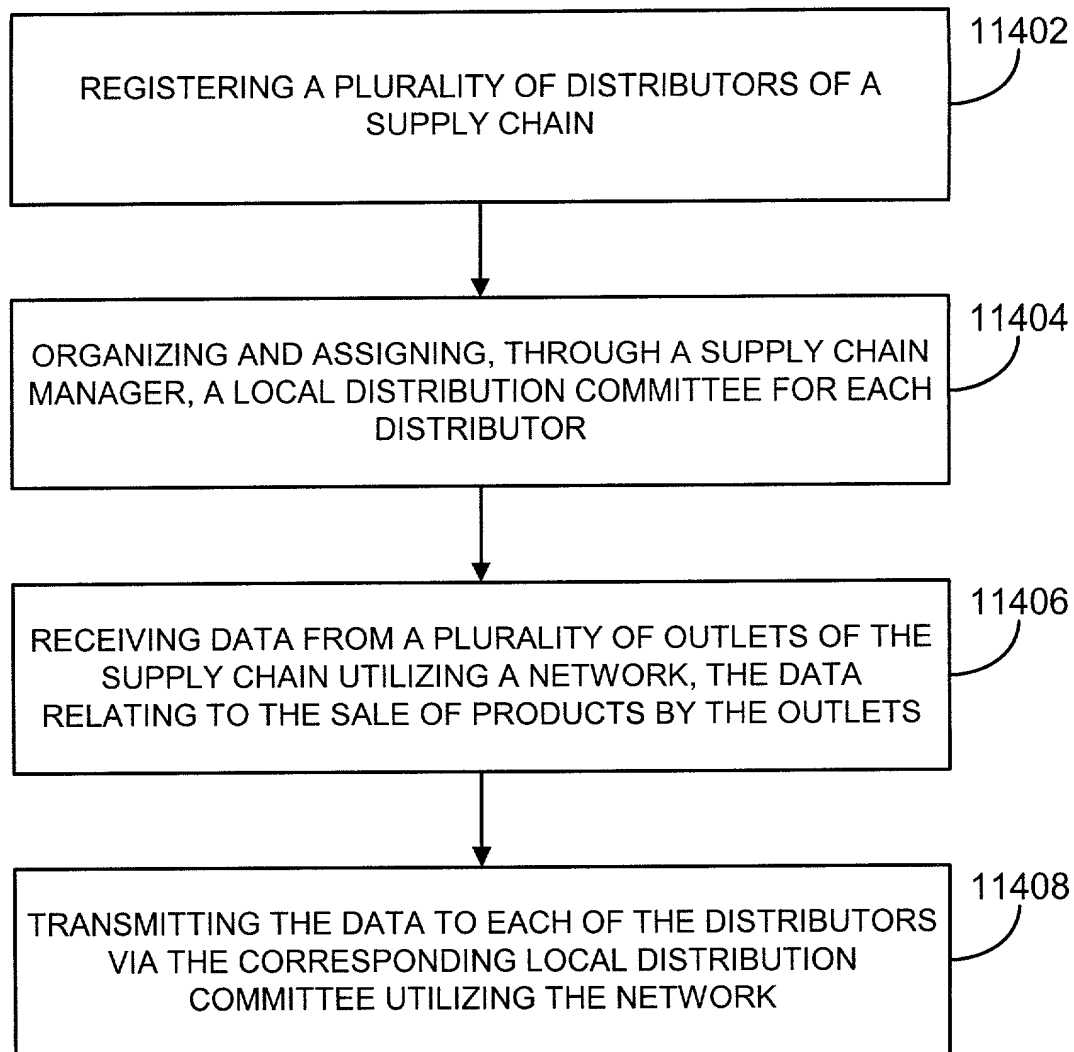 11402
REGISTERING A PLURALITY OF DISTRIBUTORS OF A
SUPPLY CHAIN
11404
ORGANIZING AND ASSIGNING, THROUGH A SUPPLY CHAIN
MANAGER, A LOCAL DISTRIBUTION COMMITTEE FOR EACH
DISTRIBUTOR
11406
RECEIVING DATA FROM A PLURALITY OF OUTLETS OF THE
SUPPLY CHAIN UTILIZING A NETWORK, THE DATA
RELATING TO THE SALE OF PRODUCTS BY THE OUTLETS
11408
TRANSMITTING THE DATA TO EACH OF THE DISTRIBUTORS
VIA THE CORRESPONDING LOCAL DISTRIBUTION
COMMITTEE UTILIZING THE NETWORK